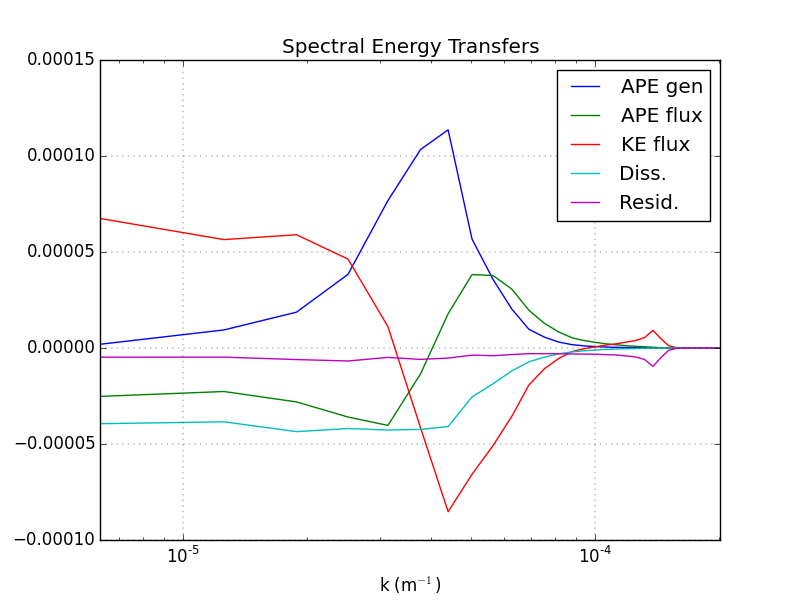 Spectral Energy Transfers
0.00015
0.00010
0.00005
0.00000
−0.00005
−0.00010
APE gen
APE flux
KE flux
Diss.
Resid.
10⁻⁵
10⁻⁴
k (m⁻¹)